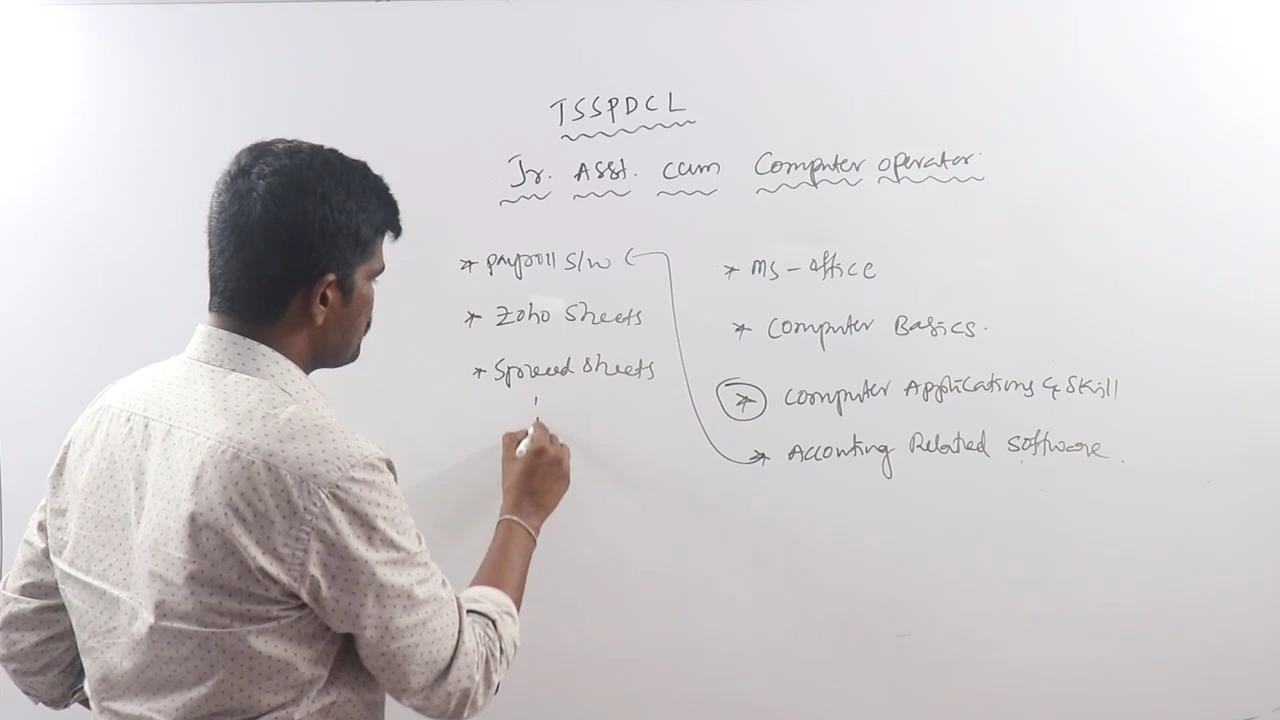 TSSPDCL
Jr. Asst. cum Computer operator.
* payroll s/w
* Zoho Sheets
* Spread sheets
* MS-office
* Computer Basics.
* Computer Applications & Skill
* Acconting Related software.